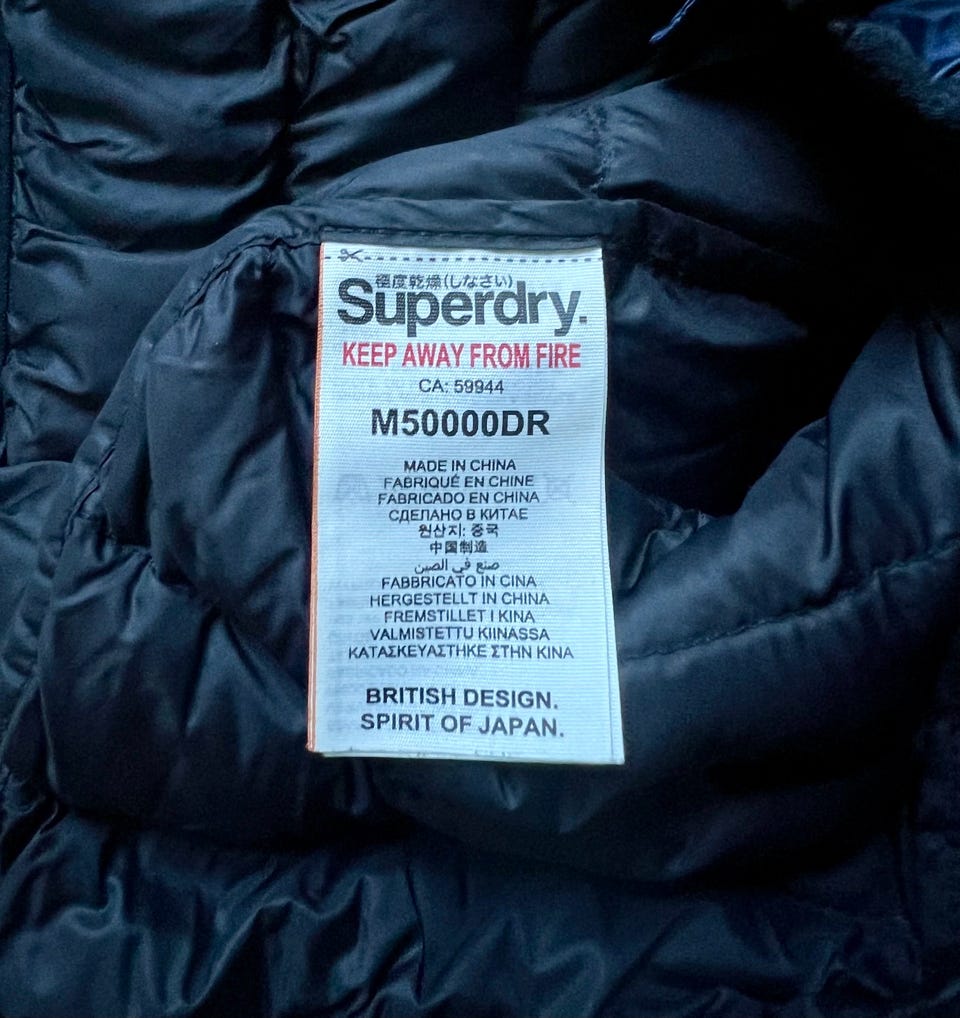 極度乾燥(しなさい)
Superdry.
KEEP AWAY FROM FIRE
CA: 59944
M50000DR
MADE IN CHINA
FABRIQUÉ EN CHINE
FABRICADO EN CHINA
СДЕЛАНО В КИТАЕ
원산지: 중국
中国制造
صنع في الصين
FABBRICATO IN CINA
HERGESTELLT IN CHINA
FREMSTILLET I KINA
VALMISTETTU KIINASSA
ΚΑΤΑΣΚΕΥΑΣΤΗΚΕ ΣΤΗΝ ΚΙΝΑ
BRITISH DESIGN.
SPIRIT OF JAPAN.